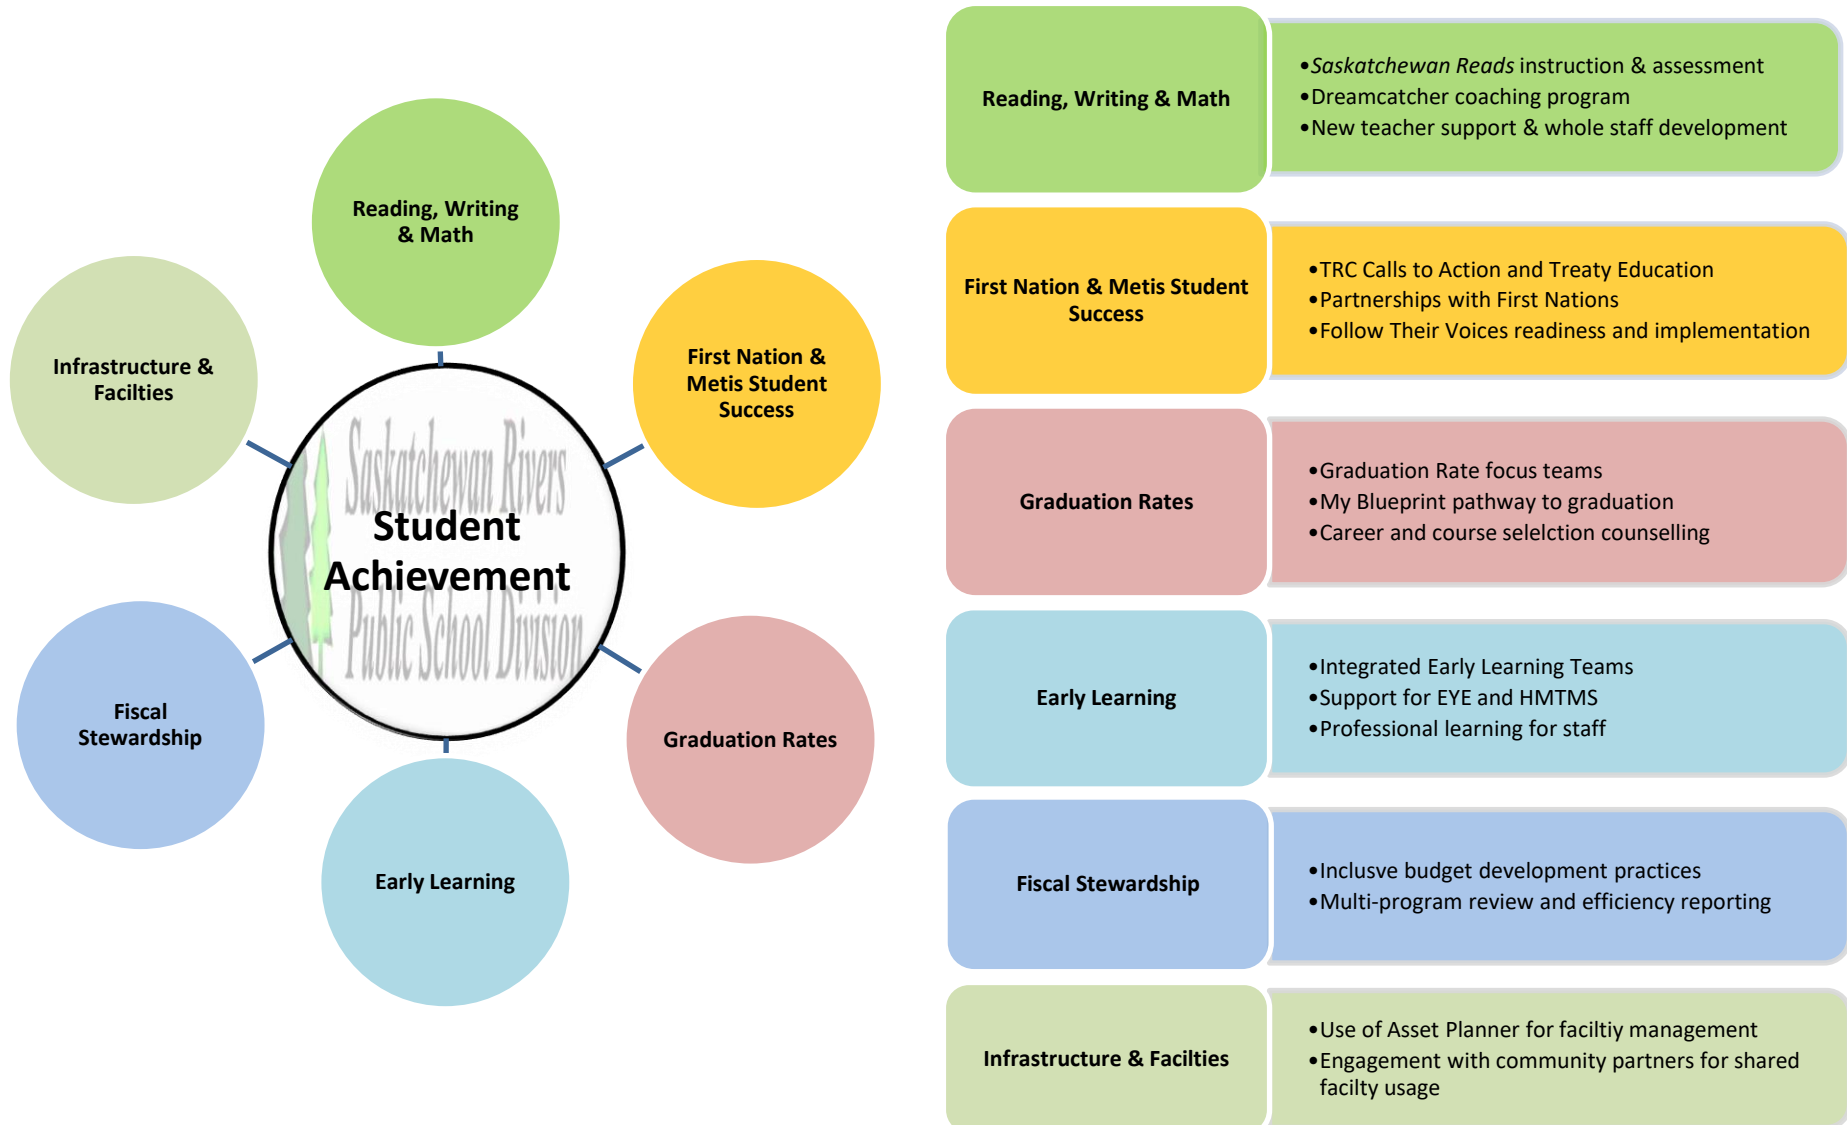 Reading, Writing
& Math
First Nation &
Metis Student
Success
Graduation Rates
Early Learning
Fiscal
Stewardship
Infrastructure &
Facilties
Saskatchewan Rivers
Student
Achievement
Public School Division
Reading, Writing & Math
•Saskatchewan Reads instruction & assessment
•Dreamcatcher coaching program
•New teacher support & whole staff development
First Nation & Metis Student
Success
•TRC Calls to Action and Treaty Education
•Partnerships with First Nations
•Follow Their Voices readiness and implementation
Graduation Rates
•Graduation Rate focus teams
•My Blueprint pathway to graduation
•Career and course selelction counselling
Early Learning
•Integrated Early Learning Teams
•Support for EYE and HMTMS
•Professional learning for staff
Fiscal Stewardship
•Inclusve budget development practices
•Multi-program review and efficiency reporting
Infrastructure & Facilties
•Use of Asset Planner for faciltiy management
•Engagement with community partners for shared
facilty usage